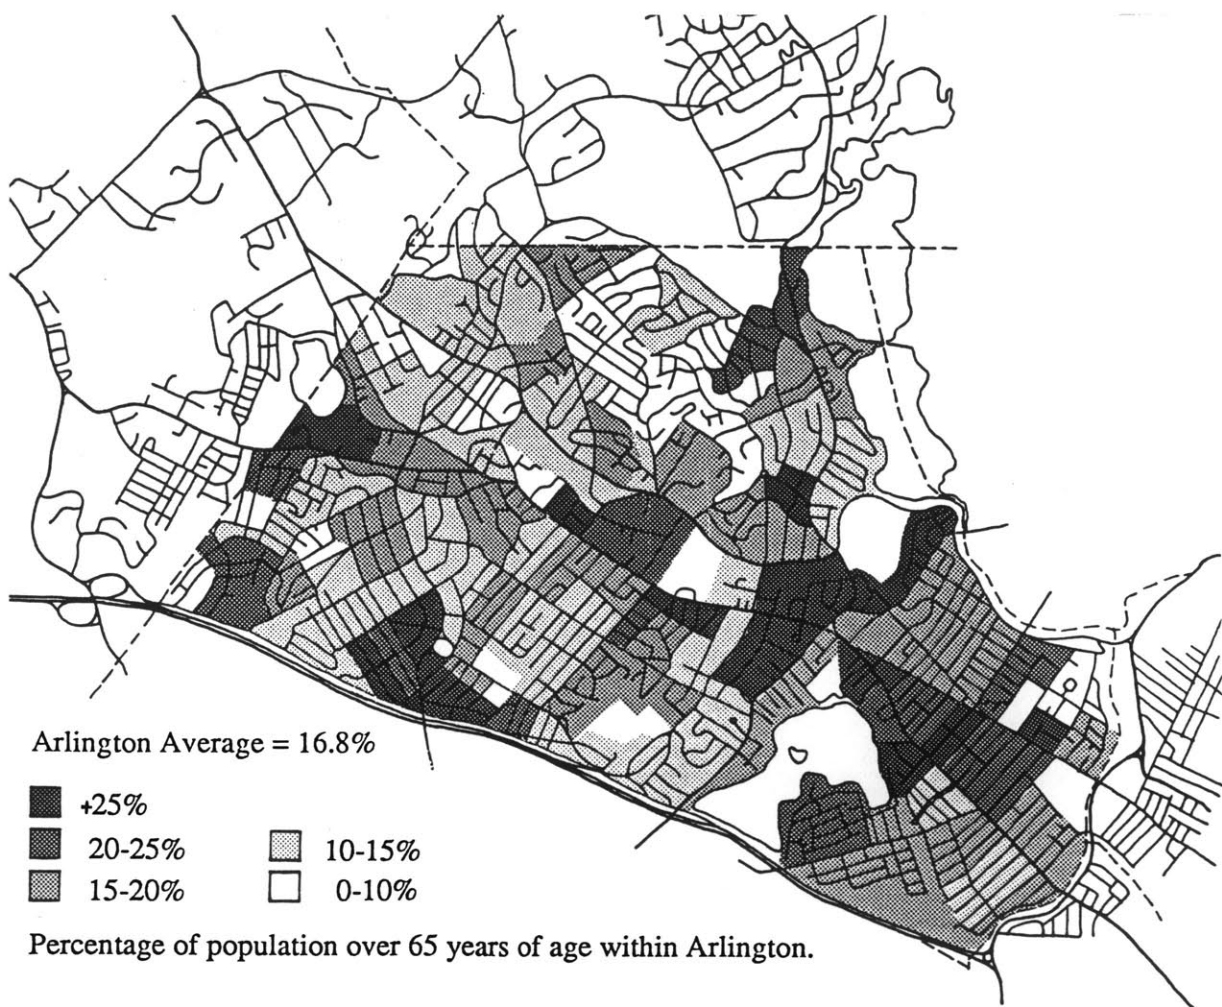 Arlington Average = 16.8%
+25%
20-25%
10-15%
15-20%
0-10%
Percentage of population over 65 years of age within Arlington.